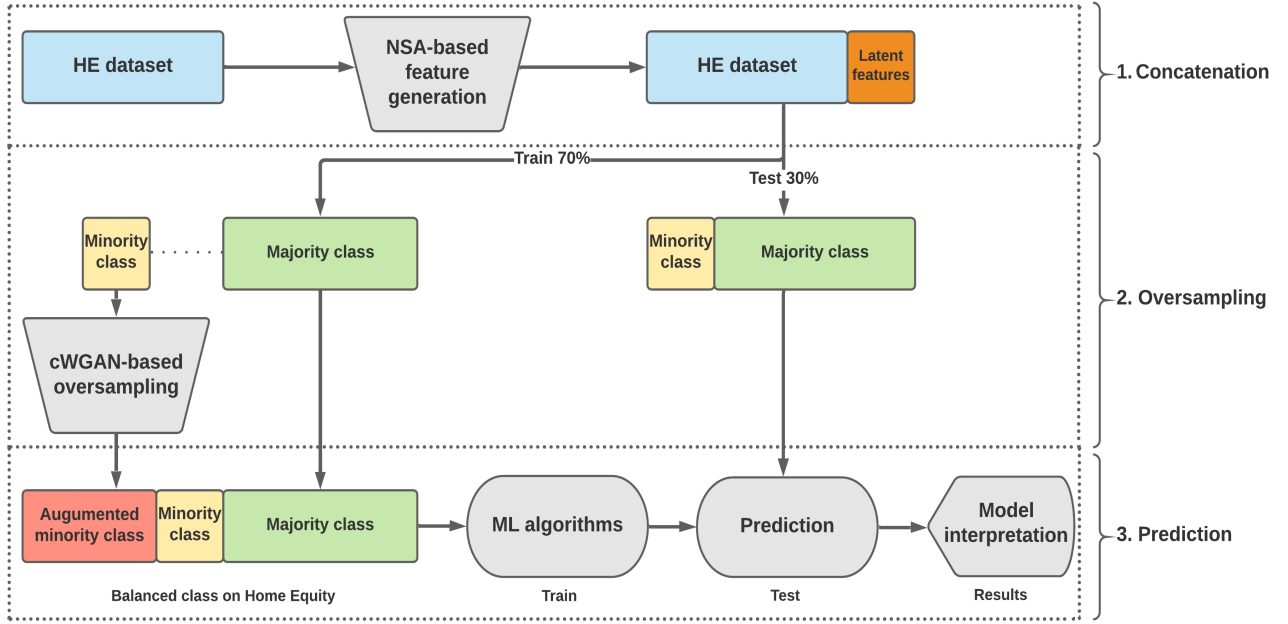 HE dataset
NSA-based
feature
generation
HE dataset
Latent
features
1. Concatenation
Train 70%
Test 30%
Minority
class
Majority class
Minority
class
Majority class
2. Oversampling
cWGAN-based
oversampling
Augumented
minority class
Minority
class
Majority class
ML algorithms
Prediction
Model
interpretation
3. Prediction
Balanced class on Home Equity
Train
Test
Results